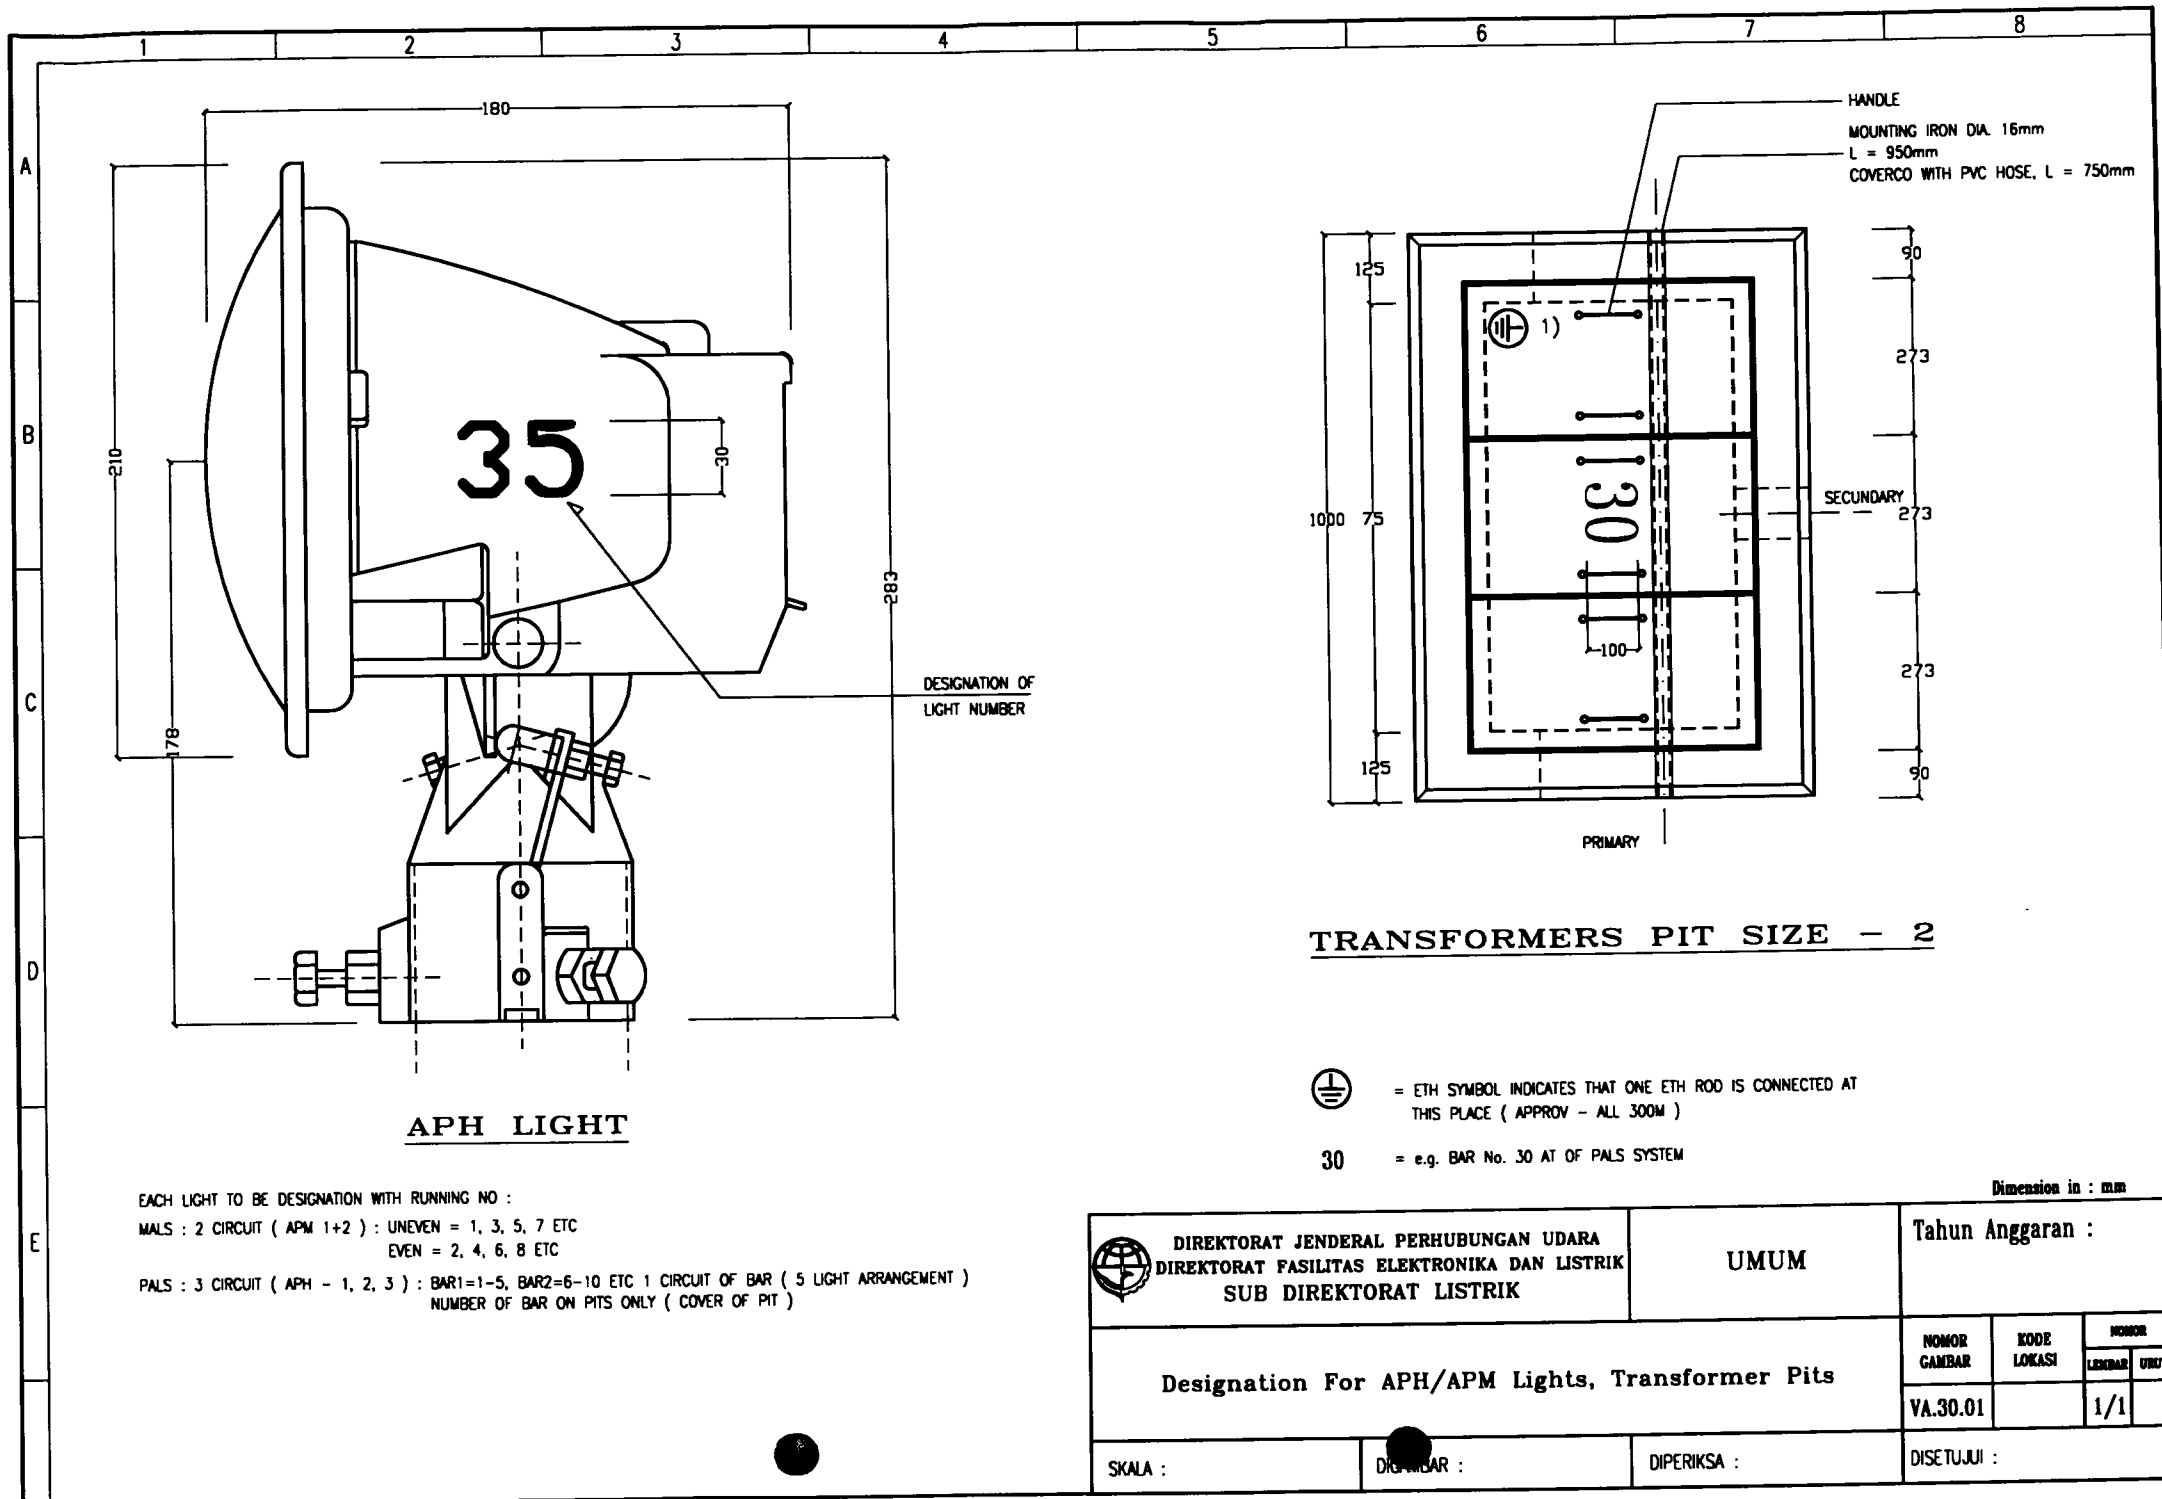 1 2 3 4 5 6 7 8
A
B
C
D
E
180
210
178
283
30
35
DESIGNATION OF
LIGHT NUMBER
APH LIGHT
EACH LIGHT TO BE DESIGNATION WITH RUNNING NO :
MALS : 2 CIRCUIT ( APM 1+2 ) : UNEVEN = 1, 3, 5, 7 ETC
EVEN = 2, 4, 6, 8 ETC
PALS : 3 CIRCUIT ( APH - 1, 2, 3 ) : BAR1=1-5, BAR2=6-10 ETC 1 CIRCUIT OF BAR ( 5 LIGHT ARRANGEMENT )
NUMBER OF BAR ON PITS ONLY ( COVER OF PIT )
HANDLE
MOUNTING IRON DIA. 16mm
L = 950mm
COVERCO WITH PVC HOSE, L = 750mm
125
1000
75
125
1)
30
100
90
273
273
273
90
SECUNDARY
PRIMARY
TRANSFORMERS PIT SIZE - 2
= ETH SYMBOL INDICATES THAT ONE ETH ROD IS CONNECTED AT
THIS PLACE ( APPROV - ALL 300M )
30 = e.g. BAR No. 30 AT OF PALS SYSTEM
Dimension in : mm
DIREKTORAT JENDERAL PERHUBUNGAN UDARA
DIREKTORAT FASILITAS ELEKTRONIKA DAN LISTRIK
SUB DIREKTORAT LISTRIK
UMUM
Tahun Anggaran :
Designation For APH/APM Lights, Transformer Pits
NOMOR
GAMBAR
KODE
LOKASI
NOMOR
LEMBAR
VA.30.01
1/1
SKALA :
DIPERIKSA :
DISETUJUI :